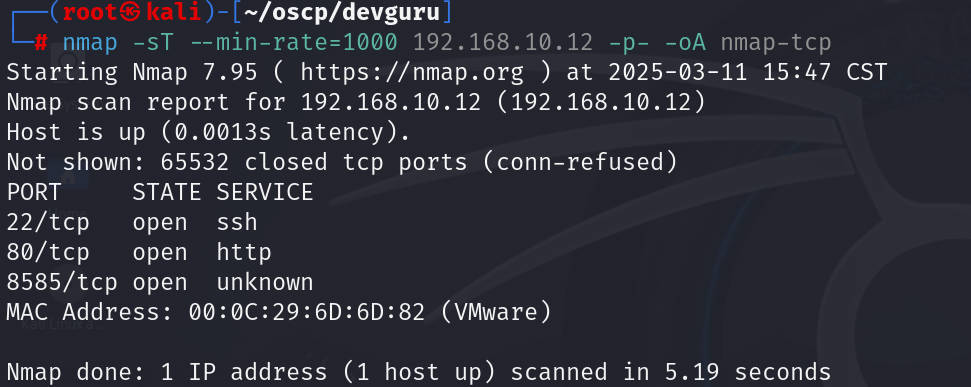 ┌──(root㉿kali)-[~/oscp/devguru]
└─# nmap -sT --min-rate=1000 192.168.10.12 -p- -oA nmap-tcp
Starting Nmap 7.95 ( https://nmap.org ) at 2025-03-11 15:47 CST
Nmap scan report for 192.168.10.12 (192.168.10.12)
Host is up (0.0013s latency).
Not shown: 65532 closed tcp ports (conn-refused)
PORT     STATE SERVICE
22/tcp   open  ssh
80/tcp   open  http
8585/tcp open  unknown
MAC Address: 00:0C:29:6D:6D:82 (VMware)
Nmap done: 1 IP address (1 host up) scanned in 5.19 seconds